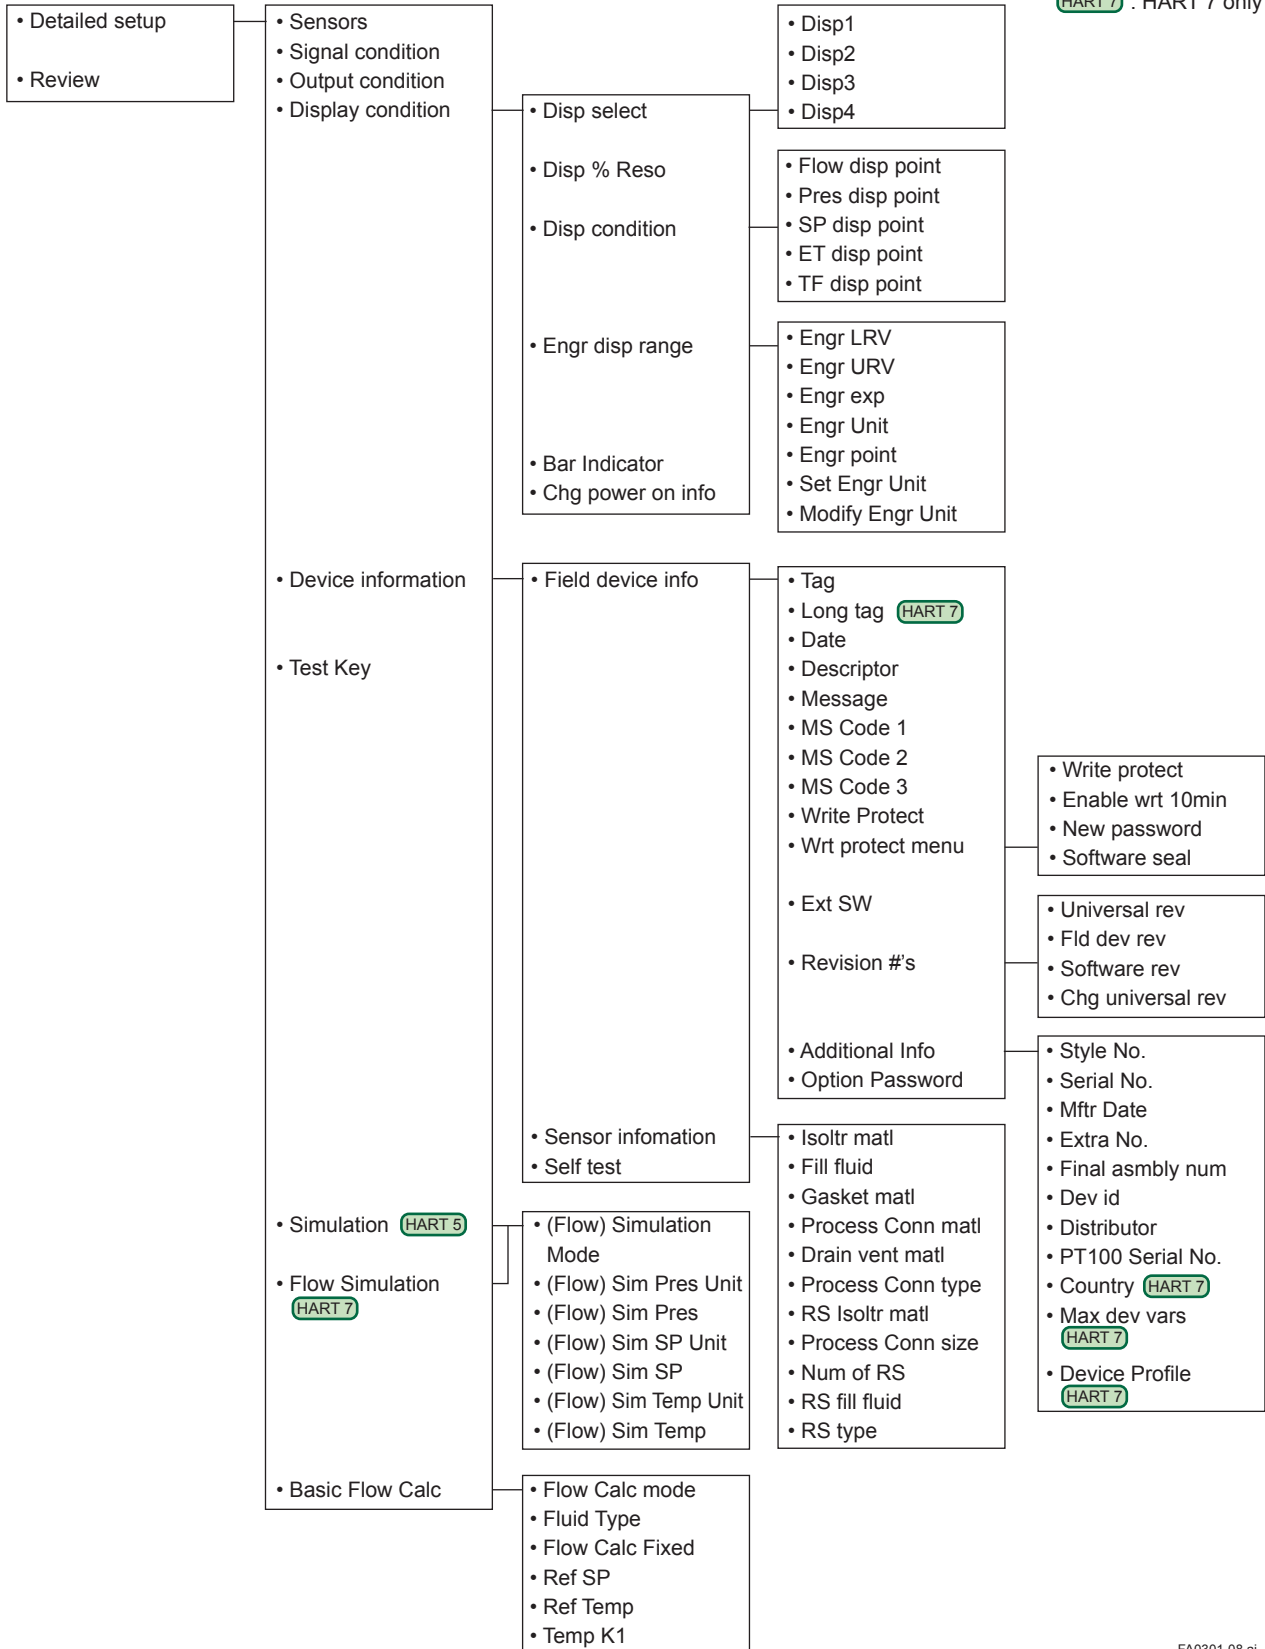 HART 7 : HART 7 only
• Detailed setup
• Review
• Sensors
• Signal condition
• Output condition
• Display condition
• Device information
• Test Key
• Simulation HART 5
• Flow Simulation
HART 7
• Basic Flow Calc
• Disp select
• Disp % Reso
• Disp condition
• Engr disp range
• Bar Indicator
• Chg power on info
• Disp1
• Disp2
• Disp3
• Disp4
• Flow disp point
• Pres disp point
• SP disp point
• ET disp point
• TF disp point
• Engr LRV
• Engr URV
• Engr exp
• Engr Unit
• Engr point
• Set Engr Unit
• Modify Engr Unit
• Field device info
• Sensor infomation
• Self test
• Tag
• Long tag HART 7
• Date
• Descriptor
• Message
• MS Code 1
• MS Code 2
• MS Code 3
• Write Protect
• Wrt protect menu
• Ext SW
• Revision #'s
• Additional Info
• Option Password
• Write protect
• Enable wrt 10min
• New password
• Software seal
• Universal rev
• Fld dev rev
• Software rev
• Chg universal rev
• Style No.
• Serial No.
• Mftr Date
• Extra No.
• Final asmbly num
• Dev id
• Distributor
• PT100 Serial No.
• Country HART 7
• Max dev vars
HART 7
• Device Profile
HART 7
• Isoltr matl
• Fill fluid
• Gasket matl
• Process Conn matl
• Drain vent matl
• Process Conn type
• RS Isoltr matl
• Process Conn size
• Num of RS
• RS fill fluid
• RS type
• (Flow) Simulation
Mode
• (Flow) Sim Pres Unit
• (Flow) Sim Pres
• (Flow) Sim SP Unit
• (Flow) Sim SP
• (Flow) Sim Temp Unit
• (Flow) Sim Temp
• Flow Calc mode
• Fluid Type
• Flow Calc Fixed
• Ref SP
• Ref Temp
• Temp K1